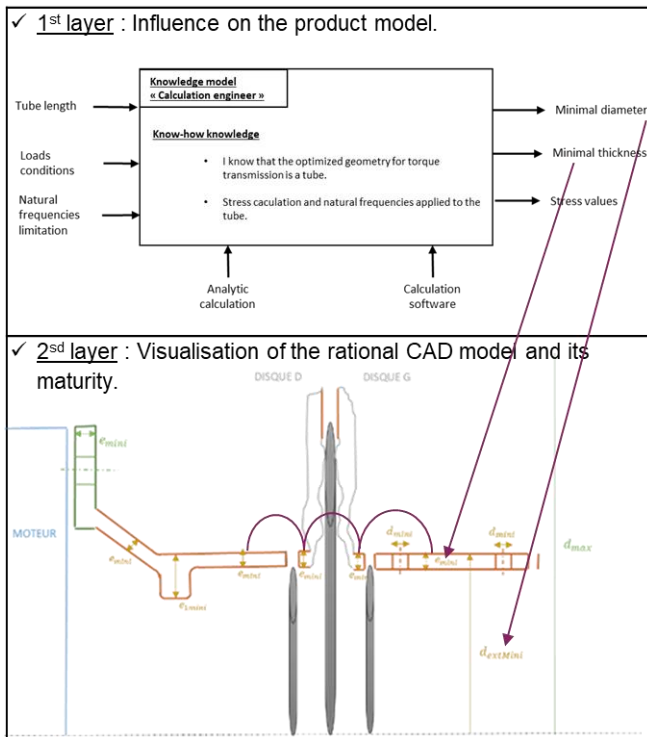 ✓ 1st layer : Influence on the product model.
Knowledge model
« Calculation engineer »
Know-how knowledge
• I know that the optimized geometry for torque
transmission is a tube.
• Stress caculation and natural frequencies applied to the
tube.
Tube length
Loads
conditions
Natural
frequencies
limitation
Minimal diameter
Minimal thickness
Stress values
Analytic
calculation
Calculation
software
✓ 2sd layer : Visualisation of the rational CAD model and its
maturity.
DISQUE D
DISQUE G
MOTEUR
emini
emini
e1mini
emini
emini
dmini
emini
dmini
dmax
dextMini